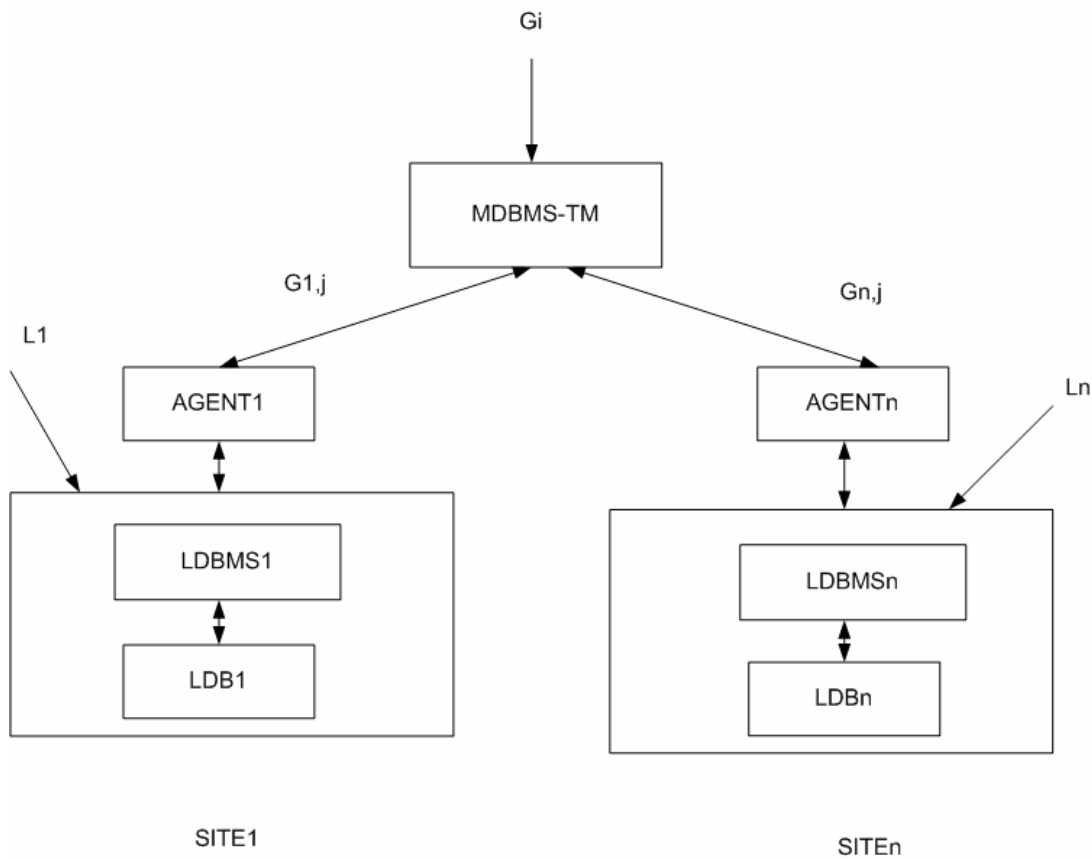 Gi
MDBMS-TM
G1,j
Gn,j
L1
Ln
AGENT1
AGENTn
LDBMS1
LDBMSn
LDB1
LDBn
SITE1
SITEn